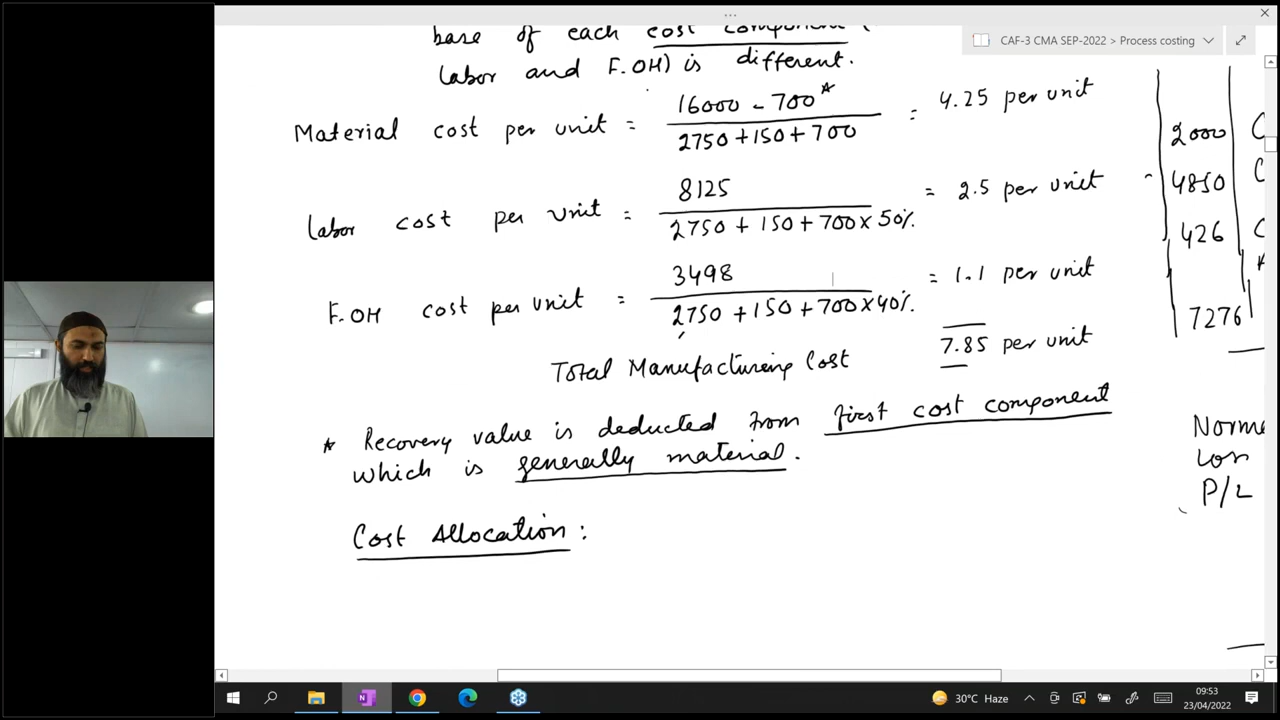 CAF-3 CMA SEP-2022 > Process costing
base of each cost component (
labor and F.OH) is different.
Material cost per unit = 16000 - 700* / 2750 + 150 + 700 = 4.25 per unit
Labor cost per unit = 8125 / 2750 + 150 + 700 x 50% = 2.5 per unit
F.OH cost per unit = 3498 / 2750 + 150 + 700 x 40% = 1.1 per unit
Total Manufacturing Cost 7.85 per unit
* Recovery value is deducted from first cost component
which is generally material.
Cost Allocation:
2000 C
4850 C
426 C
7276
Norma
Loss
P/L
30°C Haze
09:53
23/04/2022